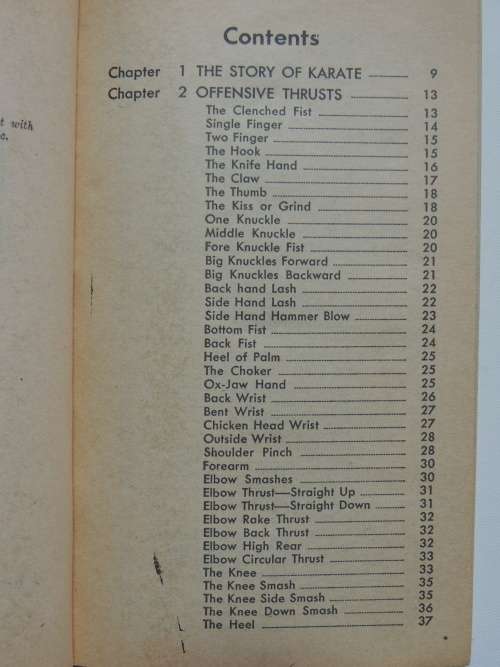 Contents
Chapter 1 THE STORY OF KARATE 9
Chapter 2 OFFENSIVE THRUSTS 13
The Clenched Fist 13
Single Finger 14
Two Finger 15
The Hook 15
The Knife Hand 16
The Claw 17
The Thumb 18
The Kiss or Grind 18
One Knuckle 20
Middle Knuckle 20
Fore Knuckle Fist 20
Big Knuckles Forward 21
Big Knuckles Backward 21
Back hand Lash 22
Side Hand Lash 22
Side Hand Hammer Blow 23
Bottom Fist 24
Back Fist 24
Heel of Palm 25
The Choker 25
Ox-Jaw Hand 25
Back Wrist 26
Bent Wrist 27
Chicken Head Wrist 27
Outside Wrist 28
Shoulder Pinch 28
Forearm 30
Elbow Smashes 30
Elbow Thrust—Straight Up 31
Elbow Thrust—Straight Down 31
Elbow Rake Thrust 32
Elbow Back Thrust 32
Elbow High Rear 32
Elbow Circular Thrust 33
The Knee 33
The Knee Smash 35
The Knee Side Smash 35
The Knee Down Smash 36
The Heel 37
with